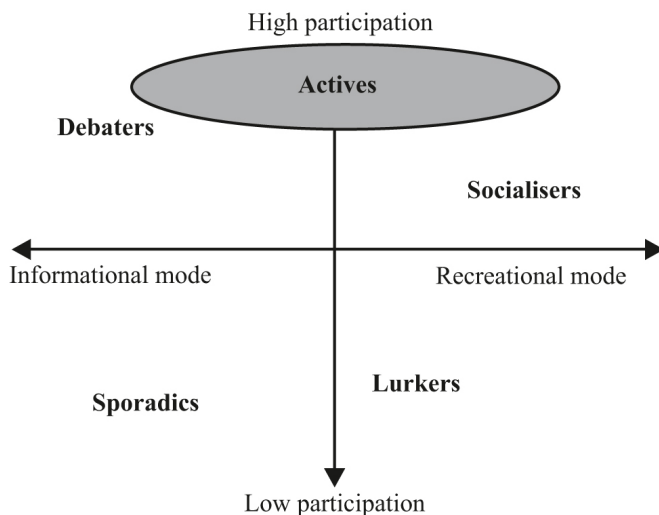 High participation
Actives
Debaters
Socialisers
Informational mode
Recreational mode
Lurkers
Sporadics
Low participation